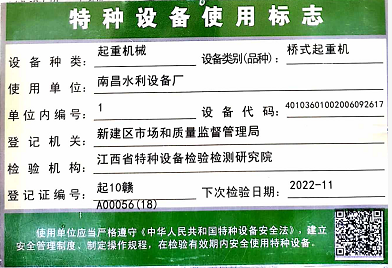 特种设备使用标志
设备种类: 起重机械 设备类别(品种): 桥式起重机
使用单位: 南昌水利设备厂
单位内编号: 1 设备代码: 40103601002006092617
登记机关: 新建区市场和质量监督管理局
检验机构: 江西省特种设备检验检测研究院
登记证编号: 起10赣A00056(18) 下次检验日期: 2022-11
使用单位应当严格遵守《中华人民共和国特种设备安全法》,建立
安全管理制度、制定操作规程,在检验有效期内安全使用特种设备。